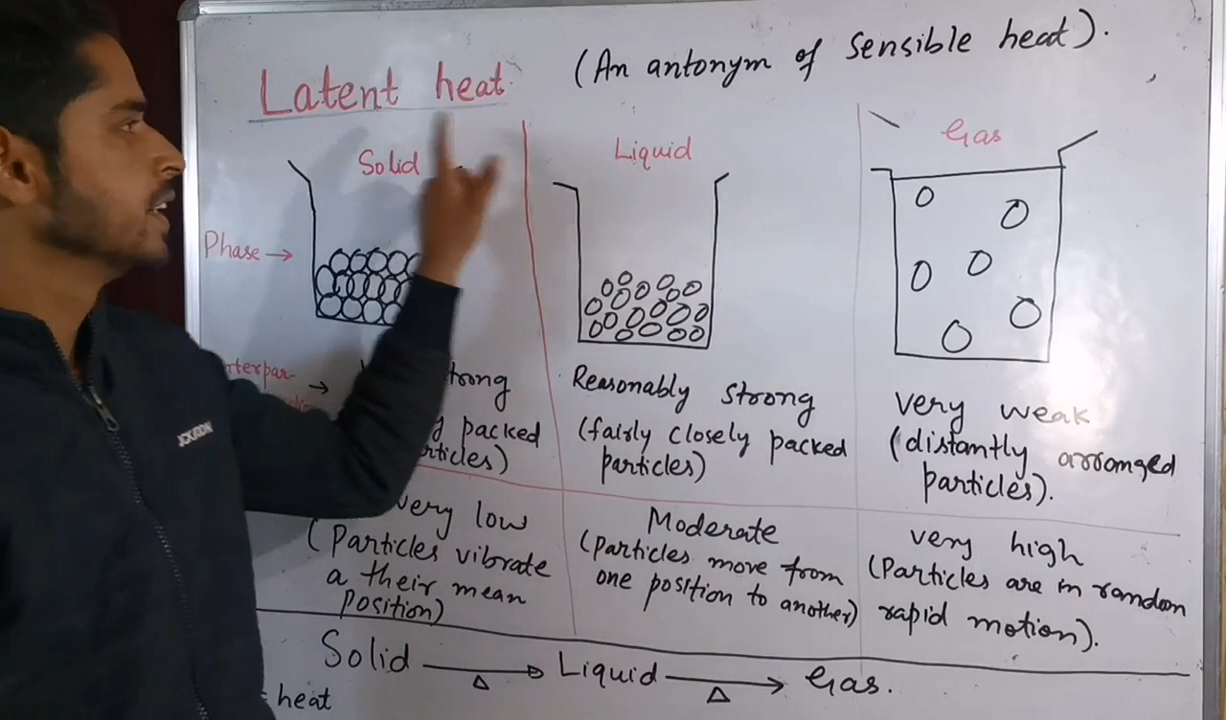 (An antonym of sensible heat).
Latent heat
Solid
Liquid
Gas
Phase →
→
Reasonably strong
(fairly closely packed
particles)
very weak
(distantly arranged
particles).
packed
very low
(Particles vibrate
a their mean
position)
Moderate
(Particles move from
one position to another)
very high
(Particles are in random
rapid motion).
Solid → Liquid → Gas.
Δ Δ
heat